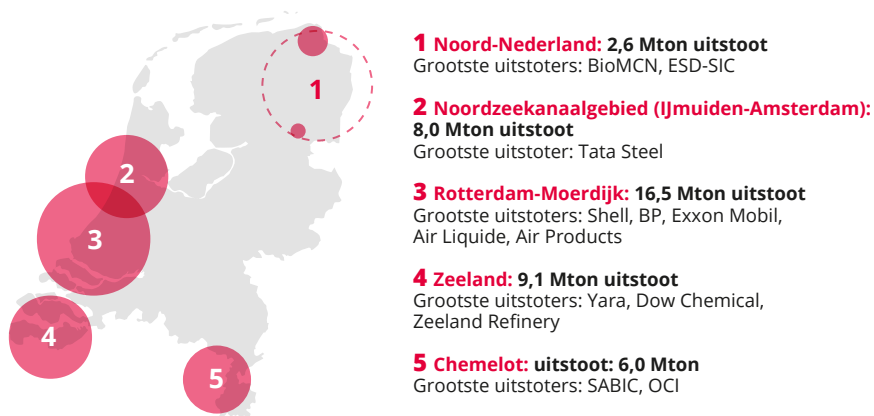 1
2
3
4
5
1 Noord-Nederland: 2,6 Mton uitstoot
Grootste uitstoters: BioMCN, ESD-SIC
2 Noordzeekanaalgebied (IJmuiden-Amsterdam):
8,0 Mton uitstoot
Grootste uitstoter: Tata Steel
3 Rotterdam-Moerdijk: 16,5 Mton uitstoot
Grootste uitstoters: Shell, BP, Exxon Mobil,
Air Liquide, Air Products
4 Zeeland: 9,1 Mton uitstoot
Grootste uitstoters: Yara, Dow Chemical,
Zeeland Refinery
5 Chemelot: uitstoot: 6,0 Mton
Grootste uitstoters: SABIC, OCI